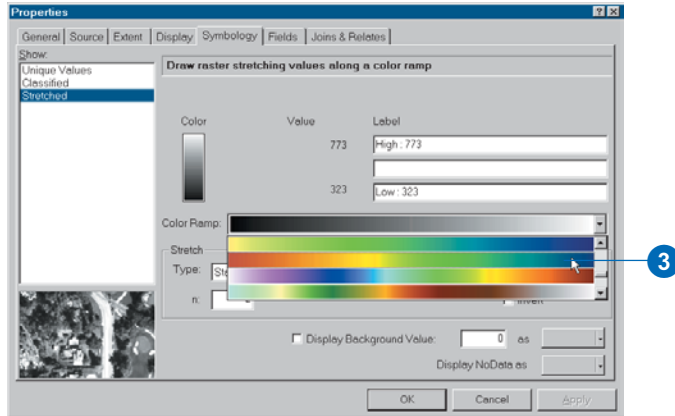 Properties
General Source Extent Display Symbology Fields Joins & Relates
Show:
Unique Values
Classified
Stretched
Draw raster stretching values along a color ramp
Color Value Label
773 High : 773
323 Low : 323
Color Ramp:
Stretch
Type:
n:
Invert
3
Display Background Value: 0 as
Display NoData as
OK Cancel Apply